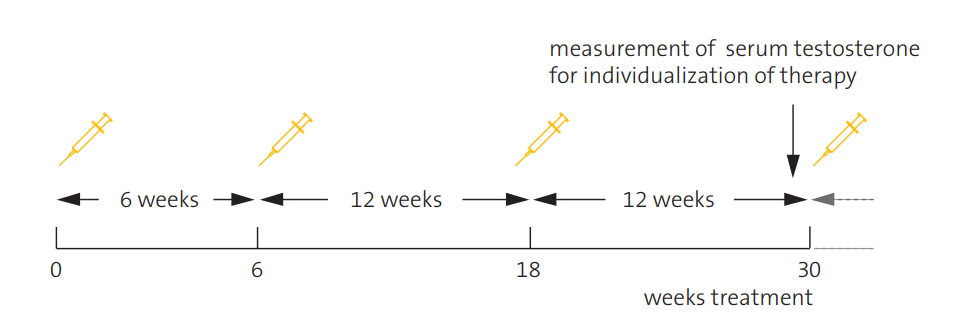 measurement of serum testosterone
for individualization of therapy
6 weeks
12 weeks
12 weeks
0
6
18
30
weeks treatment